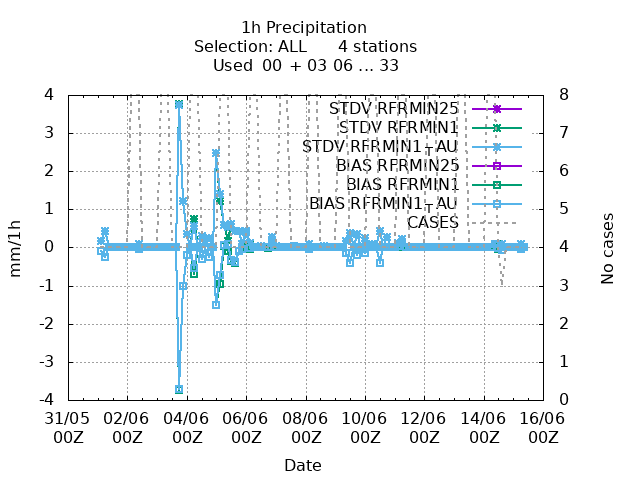 1h Precipitation
Selection: ALL 4 stations
Used 00 + 03 06 ... 33
4 8
3 7
2 6
1 5
0 4
-1 3
-2 2
-3 1
-4 0
STDV RFRMIN25
STDV RFRMIN1
STDV RFRMIN1_AU
BIAS RFRMIN25
BIAS RFRMIN1
BIAS RFRMIN1_AU
CASES
mm/1h
No cases
31/05 02/06 04/06 06/06 08/06 10/06 12/06 14/06 16/06
00Z 00Z 00Z 00Z 00Z 00Z 00Z 00Z 00Z
Date